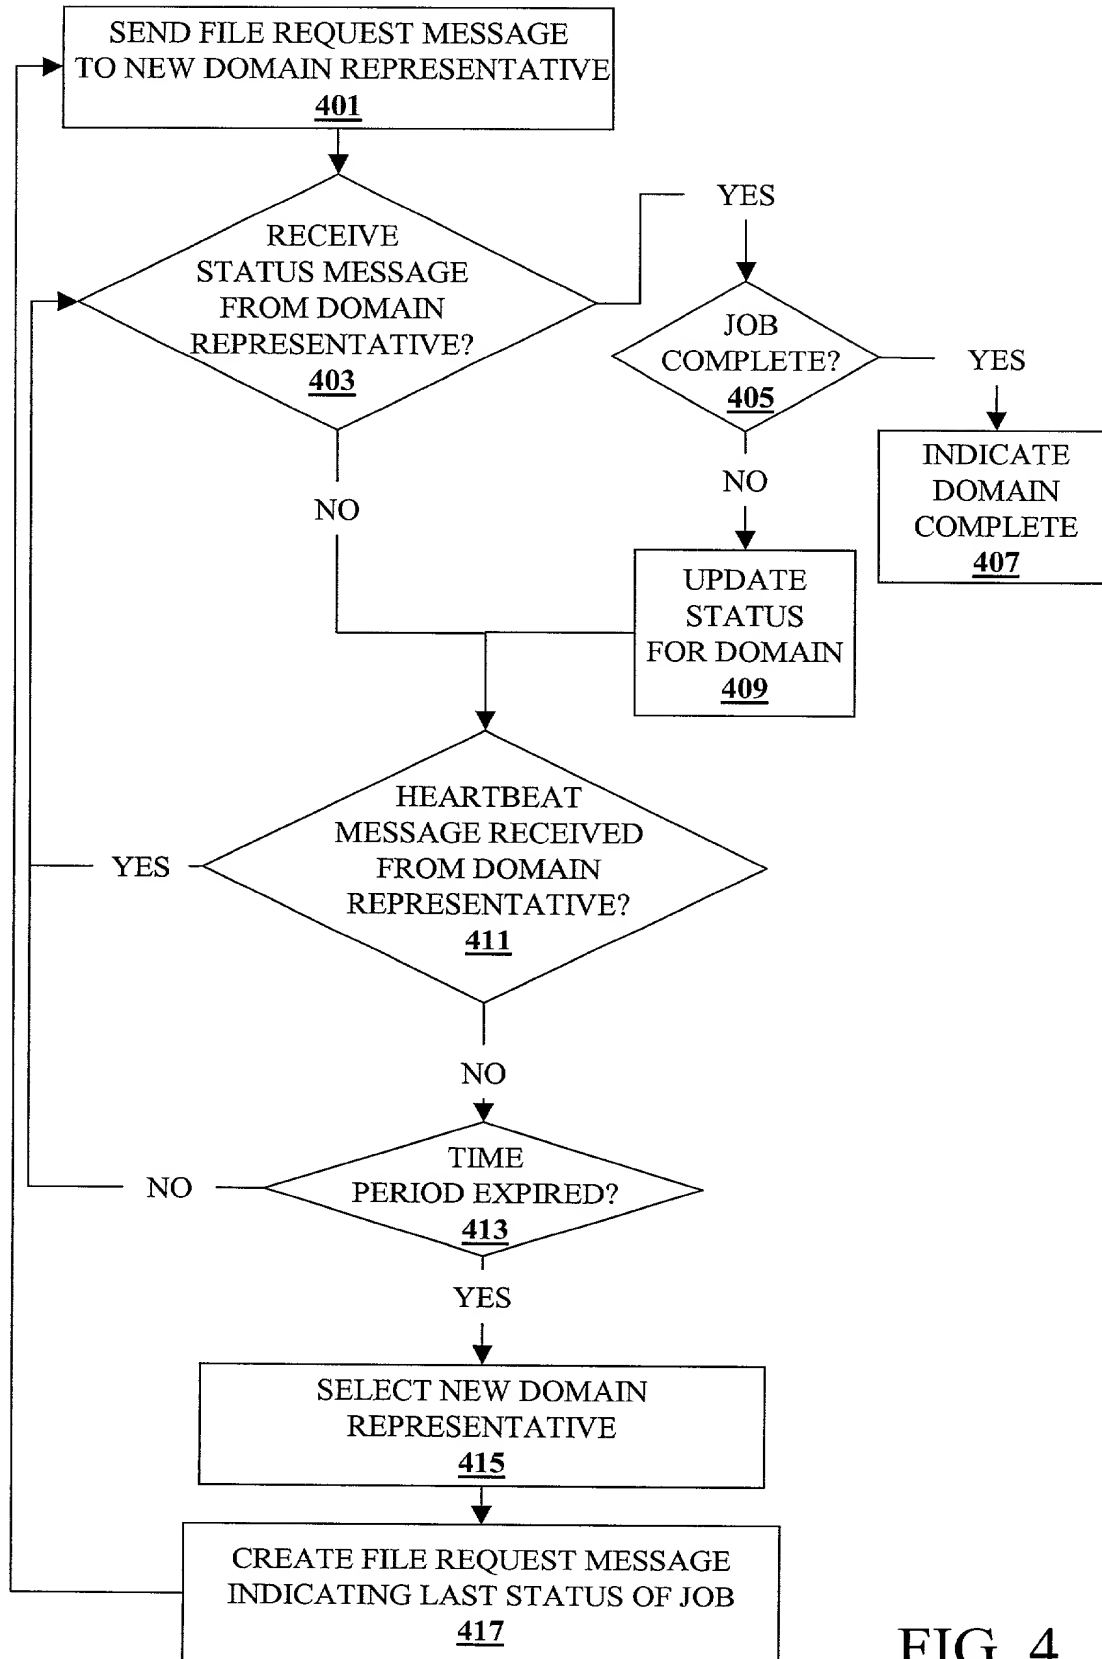 SEND FILE REQUEST MESSAGE
TO NEW DOMAIN REPRESENTATIVE
401
RECEIVE
STATUS MESSAGE
FROM DOMAIN
REPRESENTATIVE?
403
YES
JOB
COMPLETE?
405
YES
INDICATE
DOMAIN
COMPLETE
407
NO
NO
UPDATE
STATUS
FOR DOMAIN
409
HEARTBEAT
MESSAGE RECEIVED
FROM DOMAIN
REPRESENTATIVE?
411
YES
NO
TIME
PERIOD EXPIRED?
413
NO
YES
SELECT NEW DOMAIN
REPRESENTATIVE
415
CREATE FILE REQUEST MESSAGE
INDICATING LAST STATUS OF JOB
417
FIG. 4